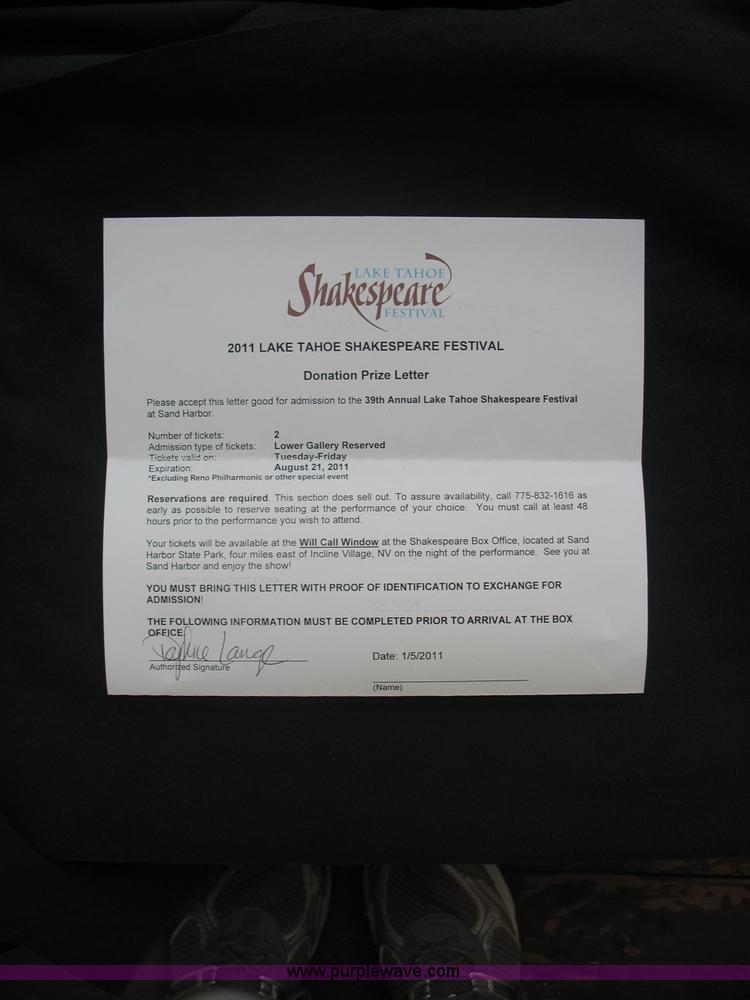 LAKE TAHOE
Shakespeare
FESTIVAL
2011 LAKE TAHOE SHAKESPEARE FESTIVAL
Donation Prize Letter
Please accept this letter good for admission to the 39th Annual Lake Tahoe Shakespeare Festival
at Sand Harbor.
Number of tickets: 2
Admission type of tickets: Lower Gallery Reserved
Tickets valid on: Tuesday-Friday
Expiration: August 21, 2011
*Excluding Reno Philharmonic or other special event
Reservations are required. This section does sell out. To assure availability, call 775-832-1616 as
early as possible to reserve seating at the performance of your choice. You must call at least 48
hours prior to the performance you wish to attend.
Your tickets will be available at the Will Call Window at the Shakespeare Box Office, located at Sand
Harbor State Park, four miles east of Incline Village, NV on the night of the performance. See you at
Sand Harbor and enjoy the show!
YOU MUST BRING THIS LETTER WITH PROOF OF IDENTIFICATION TO EXCHANGE FOR
ADMISSION!
THE FOLLOWING INFORMATION MUST BE COMPLETED PRIOR TO ARRIVAL AT THE BOX
OFFICE
Lange
Authorized Signature
Date: 1/5/2011
(Name)
www.purplewave.com